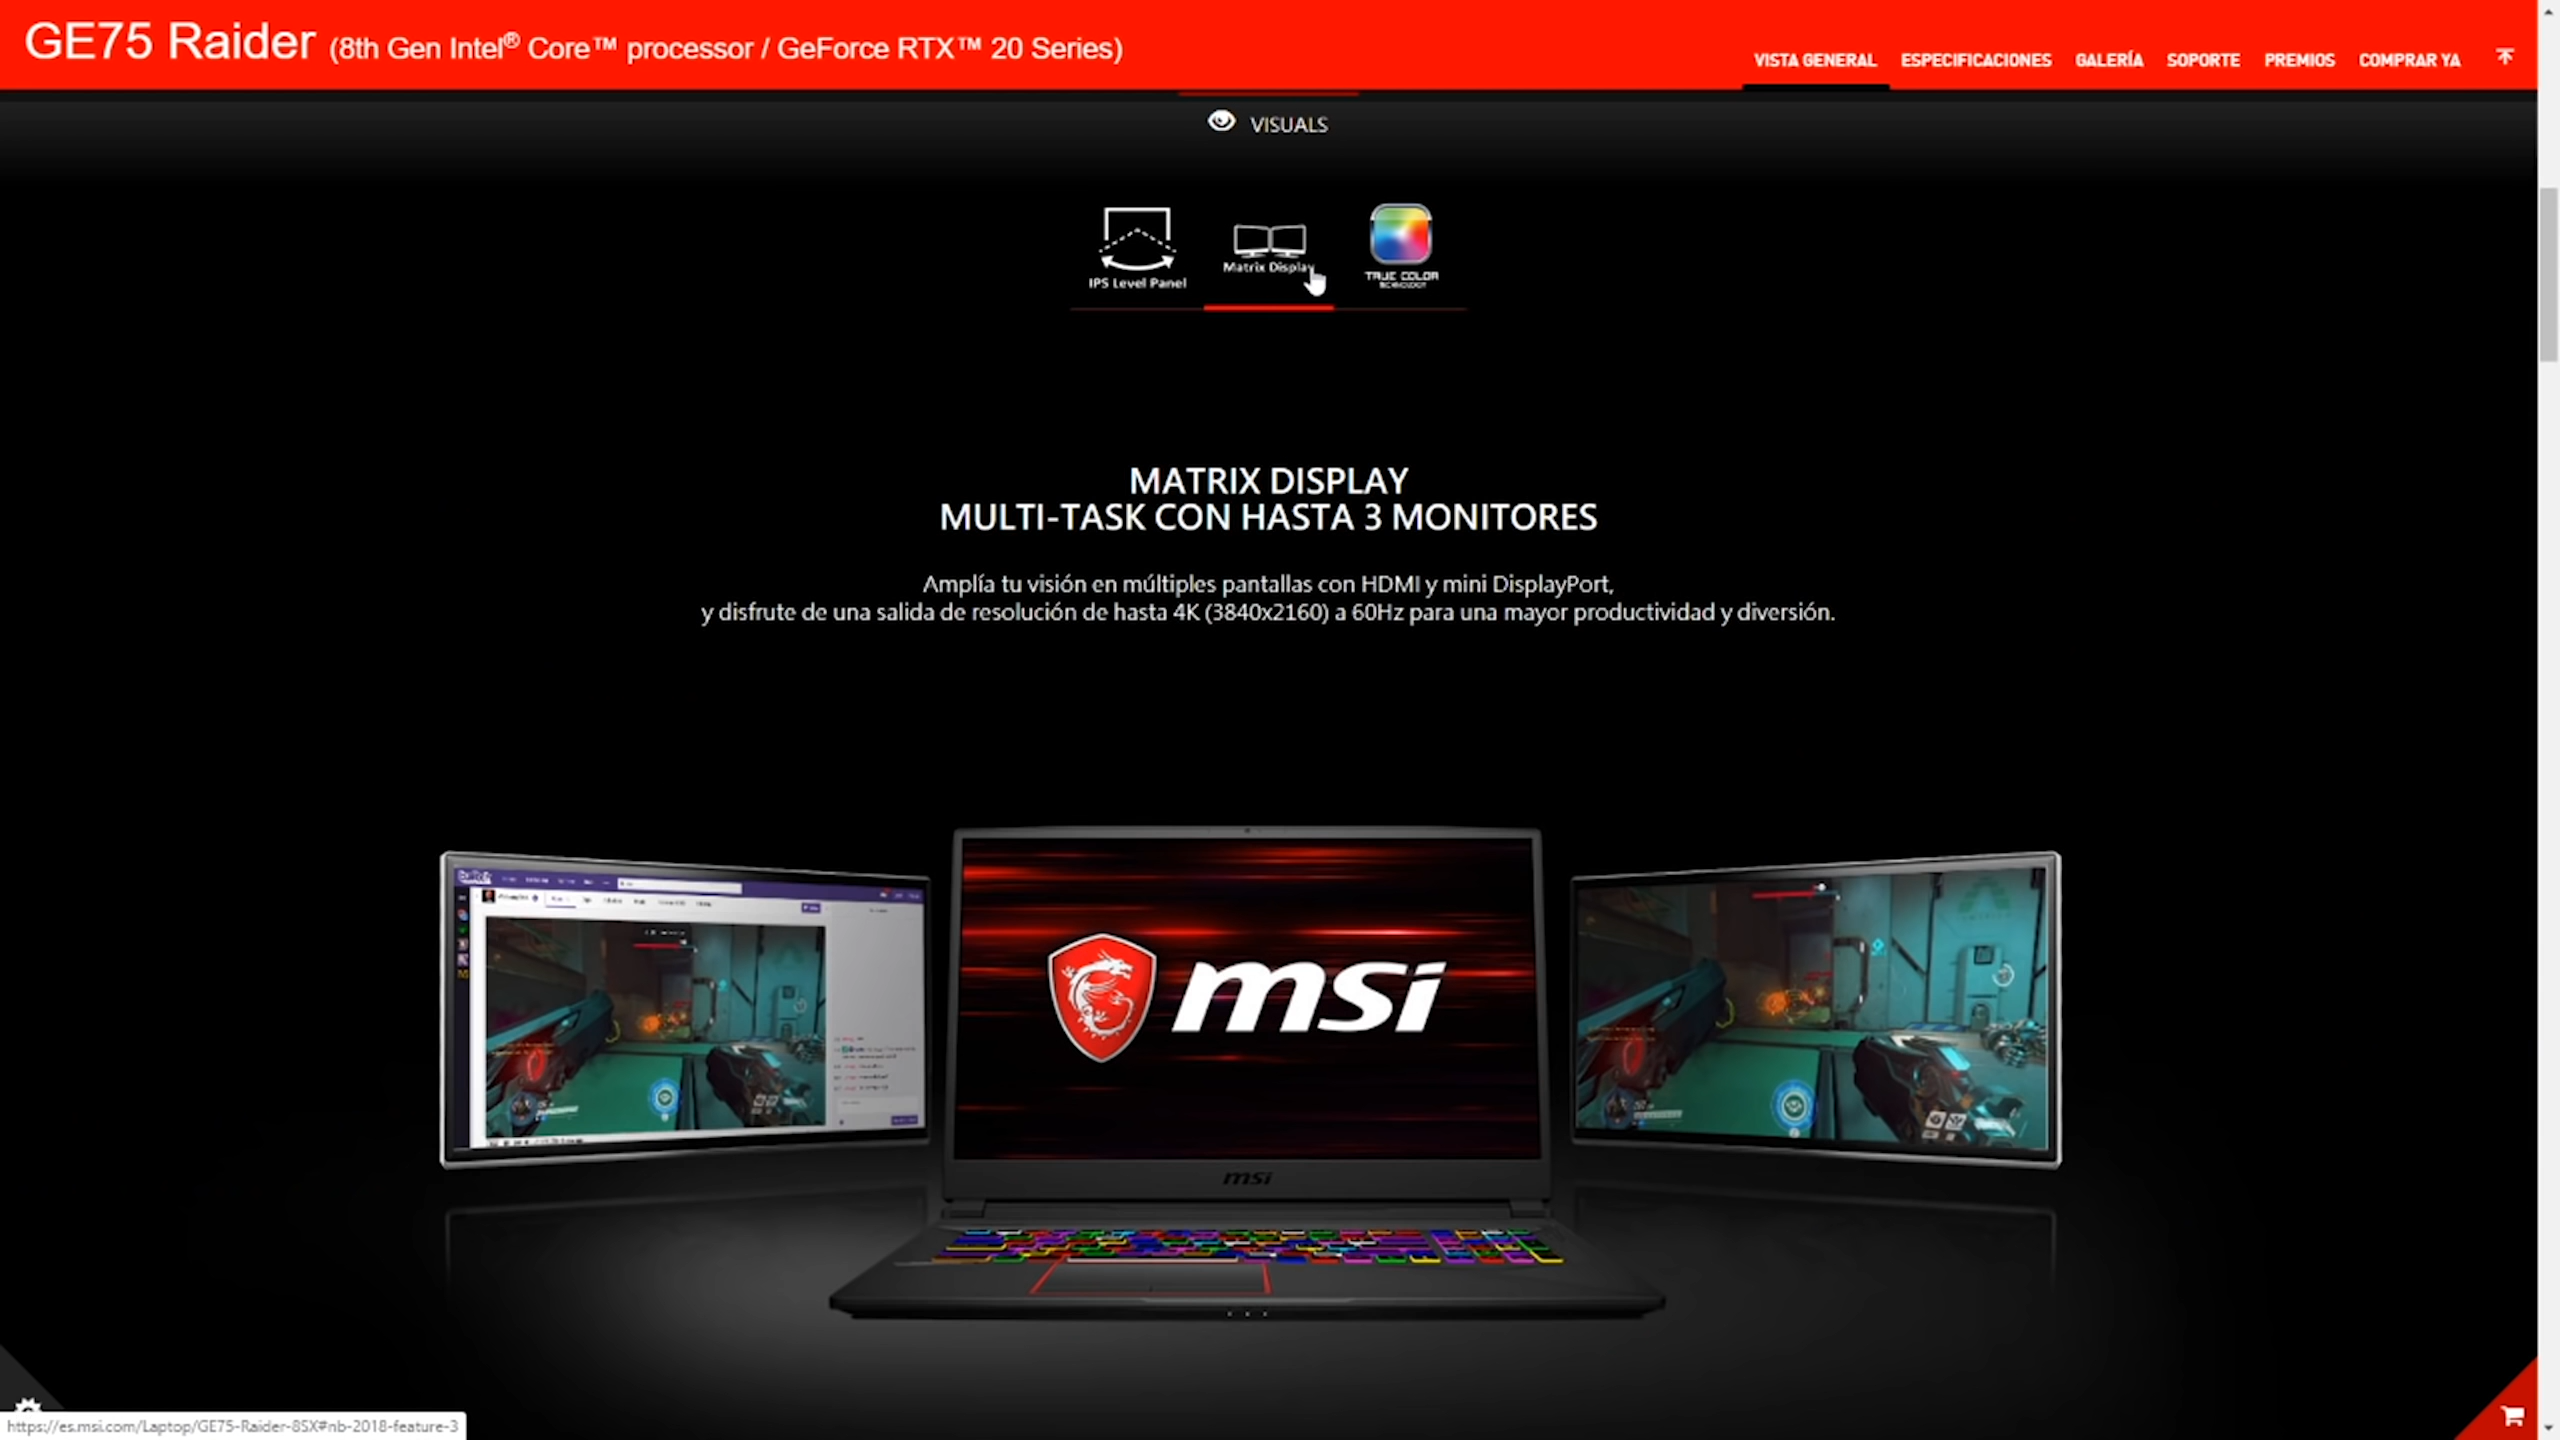 GE75 Raider (8th Gen Intel® Core™ processor / GeForce RTX™ 20 Series)
VISTA GENERAL ESPECIFICACIONES GALERÍA SOPORTE PREMIOS COMPRAR YA
VISUALS
IPS Level Panel
Matrix Display
TRUE COLOR
TECHNOLOGY
MATRIX DISPLAY
MULTI-TASK CON HASTA 3 MONITORES
Amplía tu visión en múltiples pantallas con HDMI y mini DisplayPort,
y disfrute de una salida de resolución de hasta 4K (3840x2160) a 60Hz para una mayor productividad y diversión.
twitch
msi
msi
https://es.msi.com/Laptop/GE75-Raider-8SX#nb-2018-feature-3